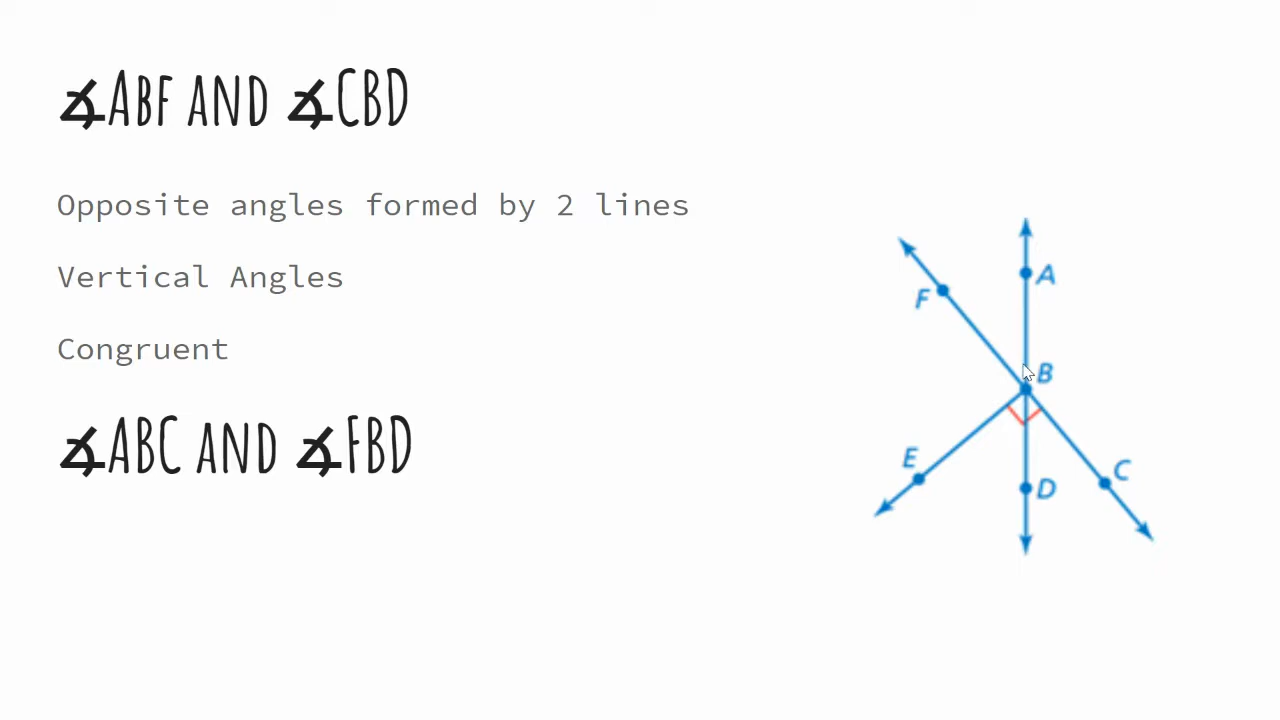 ∡ABF AND ∡CBD
Opposite angles formed by 2 lines
Vertical Angles
Congruent
∡ABC AND ∡FBD
A
F
B
E
C
D